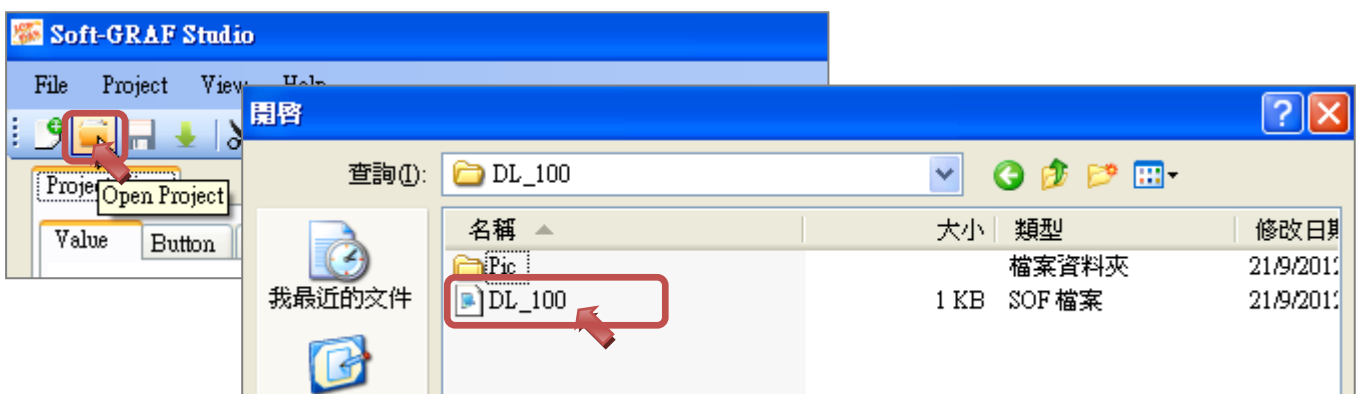 Soft-GRAF Studio
File Project View Help
開啓
查詢(I):
DL_100
Open Project
Value Button
名稱 大小 類型 修改日期
Pic 檔案資料夾 21/9/2012
我最近的文件
DL_100 1 KB SOF 檔案 21/9/2012